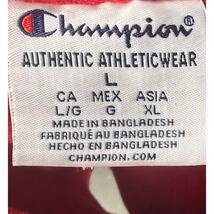 Champion®
AUTHENTIC ATHLETICWEAR
L
CA MEX ASIA
L/G G XL
MADE IN BANGLADESH
FABRIQUÉ AU BANGLADESH
HECHO EN BANGLADESH
CHAMPION.COM